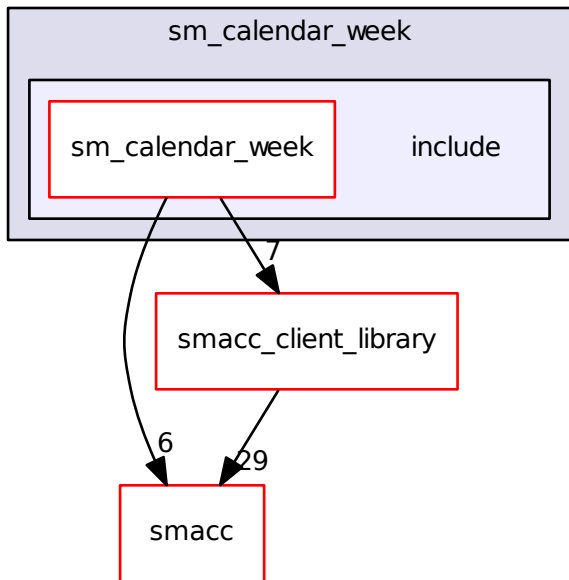 sm_calendar_week
sm_calendar_week
include
7
smacc_client_library
6
29
smacc